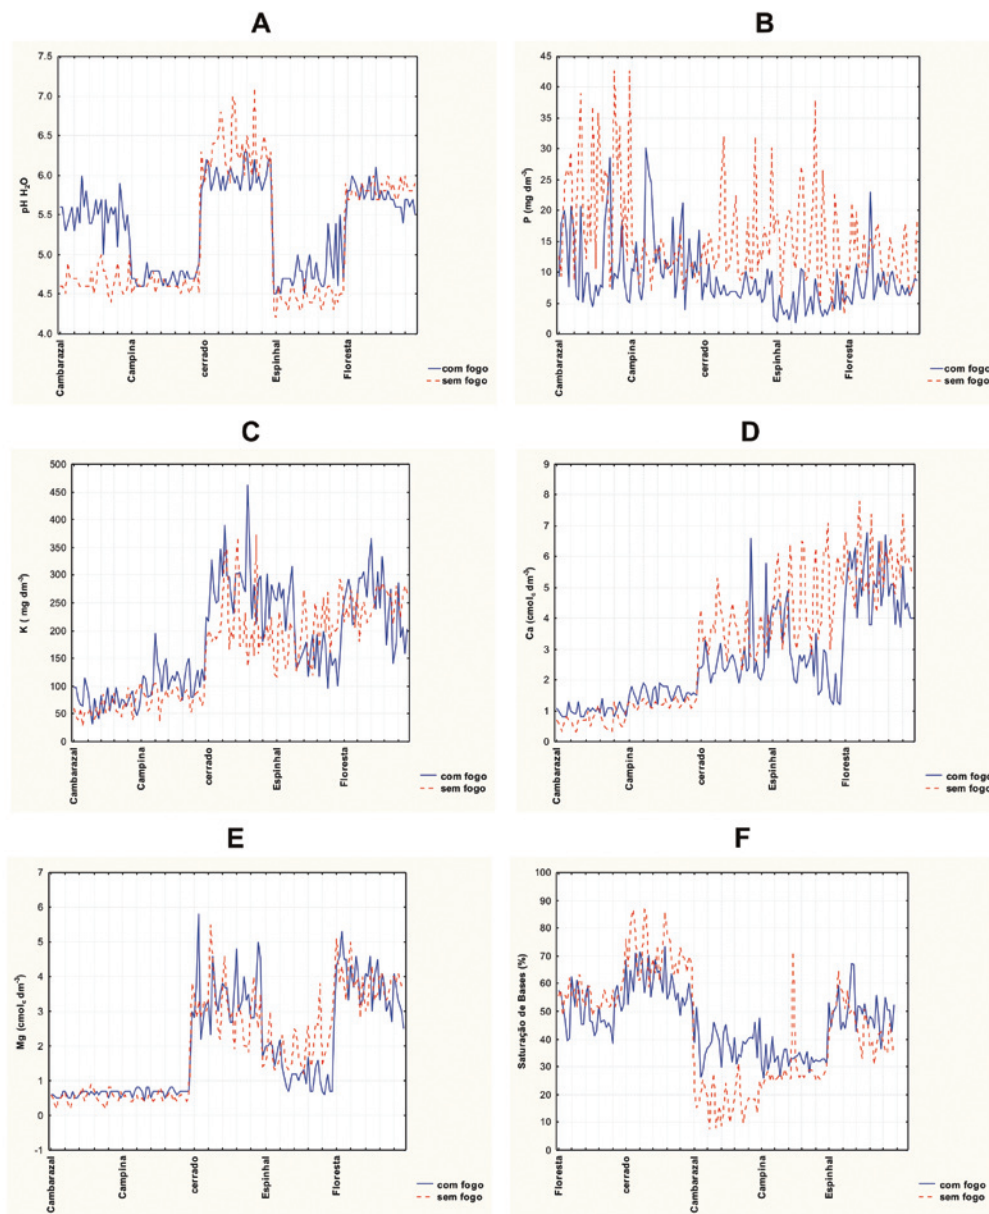 A
7.5
7.0
6.5
6.0
5.5
5.0
4.5
4.0
pH H₂O
Cambarazal
Campina
cerrado
Espinhal
Floresta
com fogo
sem fogo
B
45
40
35
30
25
20
15
10
5
0
P (mg dm⁻³)
Cambarazal
Campina
cerrado
Espinhal
Floresta
com fogo
sem fogo
C
500
450
400
350
300
250
200
150
100
50
0
K ( mg dm⁻³)
Cambarazal
Campina
cerrado
Espinhal
Floresta
com fogo
sem fogo
D
9
8
7
6
5
4
3
2
1
0
Ca (cmolc dm⁻³)
Cambarazal
Campina
cerrado
Espinhal
Floresta
com fogo
sem fogo
E
7
6
5
4
3
2
1
0
-1
Mg (cmolc dm⁻³)
Cambarazal
Campina
cerrado
Espinhal
Floresta
com fogo
sem fogo
F
100
90
80
70
60
50
40
30
20
10
0
Saturação de Bases (%)
Floresta
cerrado
Cambarazal
Campina
Espinhal
com fogo
sem fogo